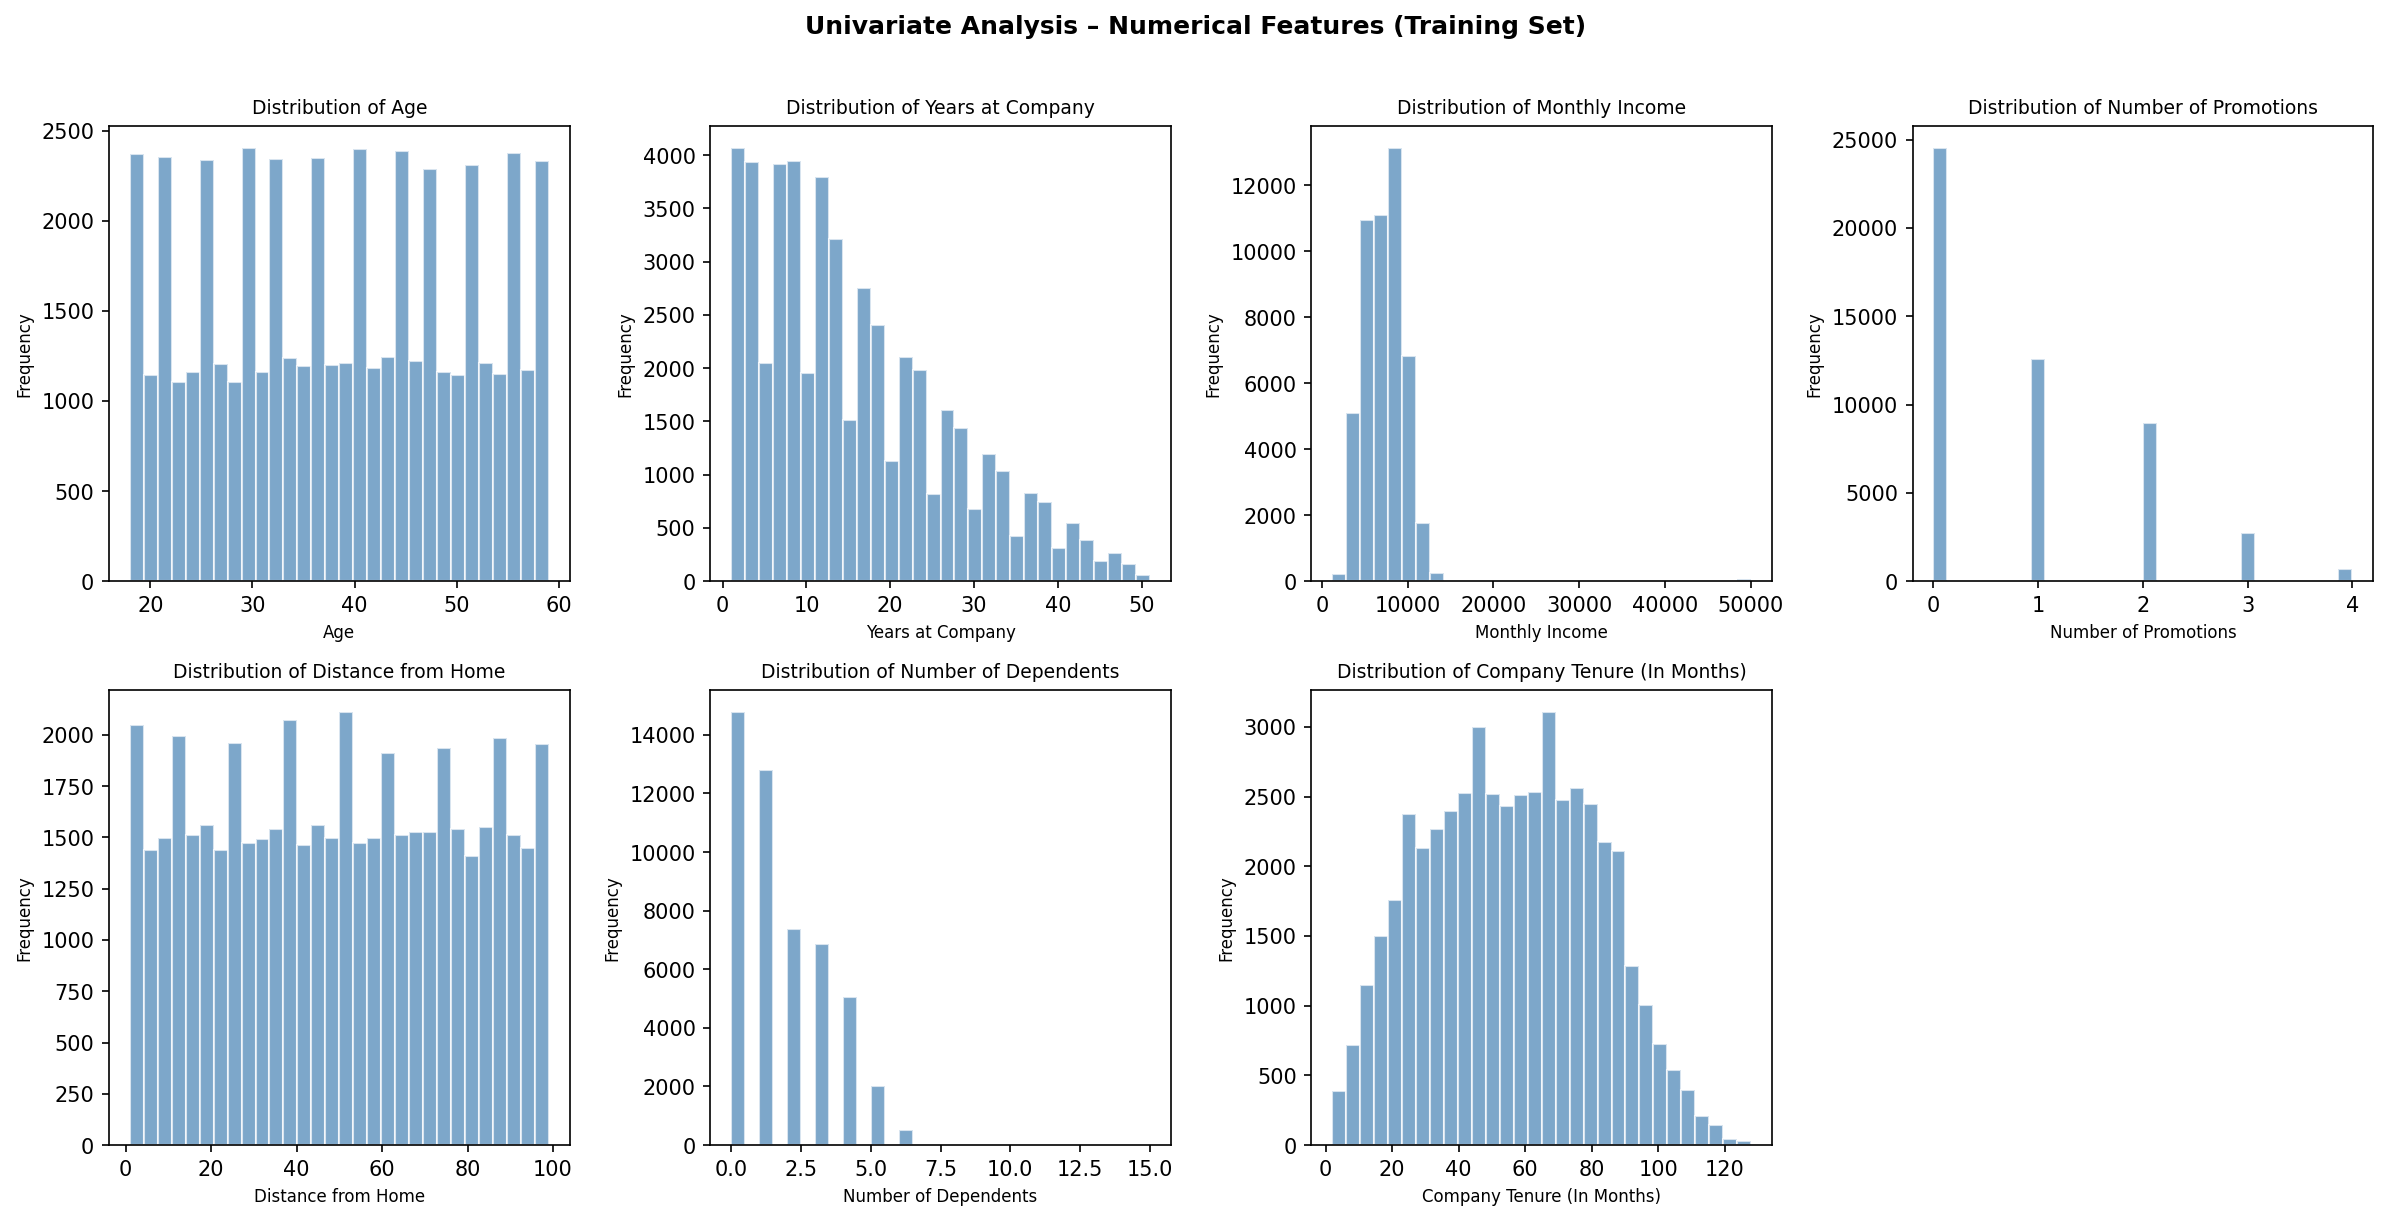 Univariate Analysis – Numerical Features (Training Set)
Distribution of Age
2500
2000
1500
1000
500
0
Frequency
20 30 40 50 60
Age
Distribution of Years at Company
4000
3500
3000
2500
2000
1500
1000
500
0
Frequency
0 10 20 30 40 50
Years at Company
Distribution of Monthly Income
12000
10000
8000
6000
4000
2000
0
Frequency
0 10000 20000 30000 40000 50000
Monthly Income
Distribution of Number of Promotions
25000
20000
15000
10000
5000
0
Frequency
0 1 2 3 4
Number of Promotions
Distribution of Distance from Home
2000
1750
1500
1250
1000
750
500
250
0
Frequency
0 20 40 60 80 100
Distance from Home
Distribution of Number of Dependents
14000
12000
10000
8000
6000
4000
2000
0
Frequency
0.0 2.5 5.0 7.5 10.0 12.5 15.0
Number of Dependents
Distribution of Company Tenure (In Months)
3000
2500
2000
1500
1000
500
0
Frequency
0 20 40 60 80 100 120
Company Tenure (In Months)